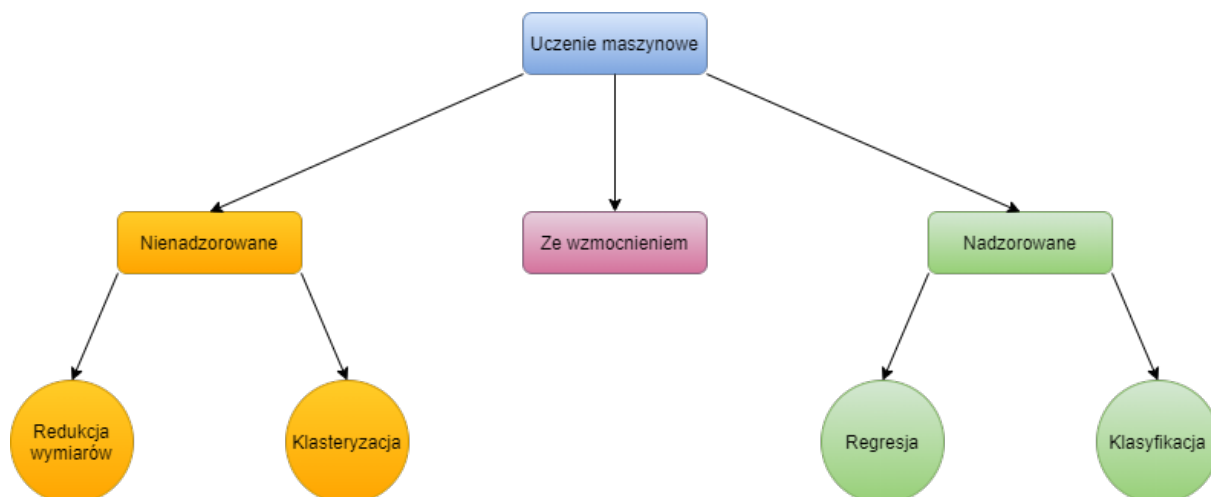 Uczenie maszynowe
Nienadzorowane
Ze wzmocnieniem
Nadzorowane
Redukcja
wymiarów
Klasteryzacja
Regresja
Klasyfikacja